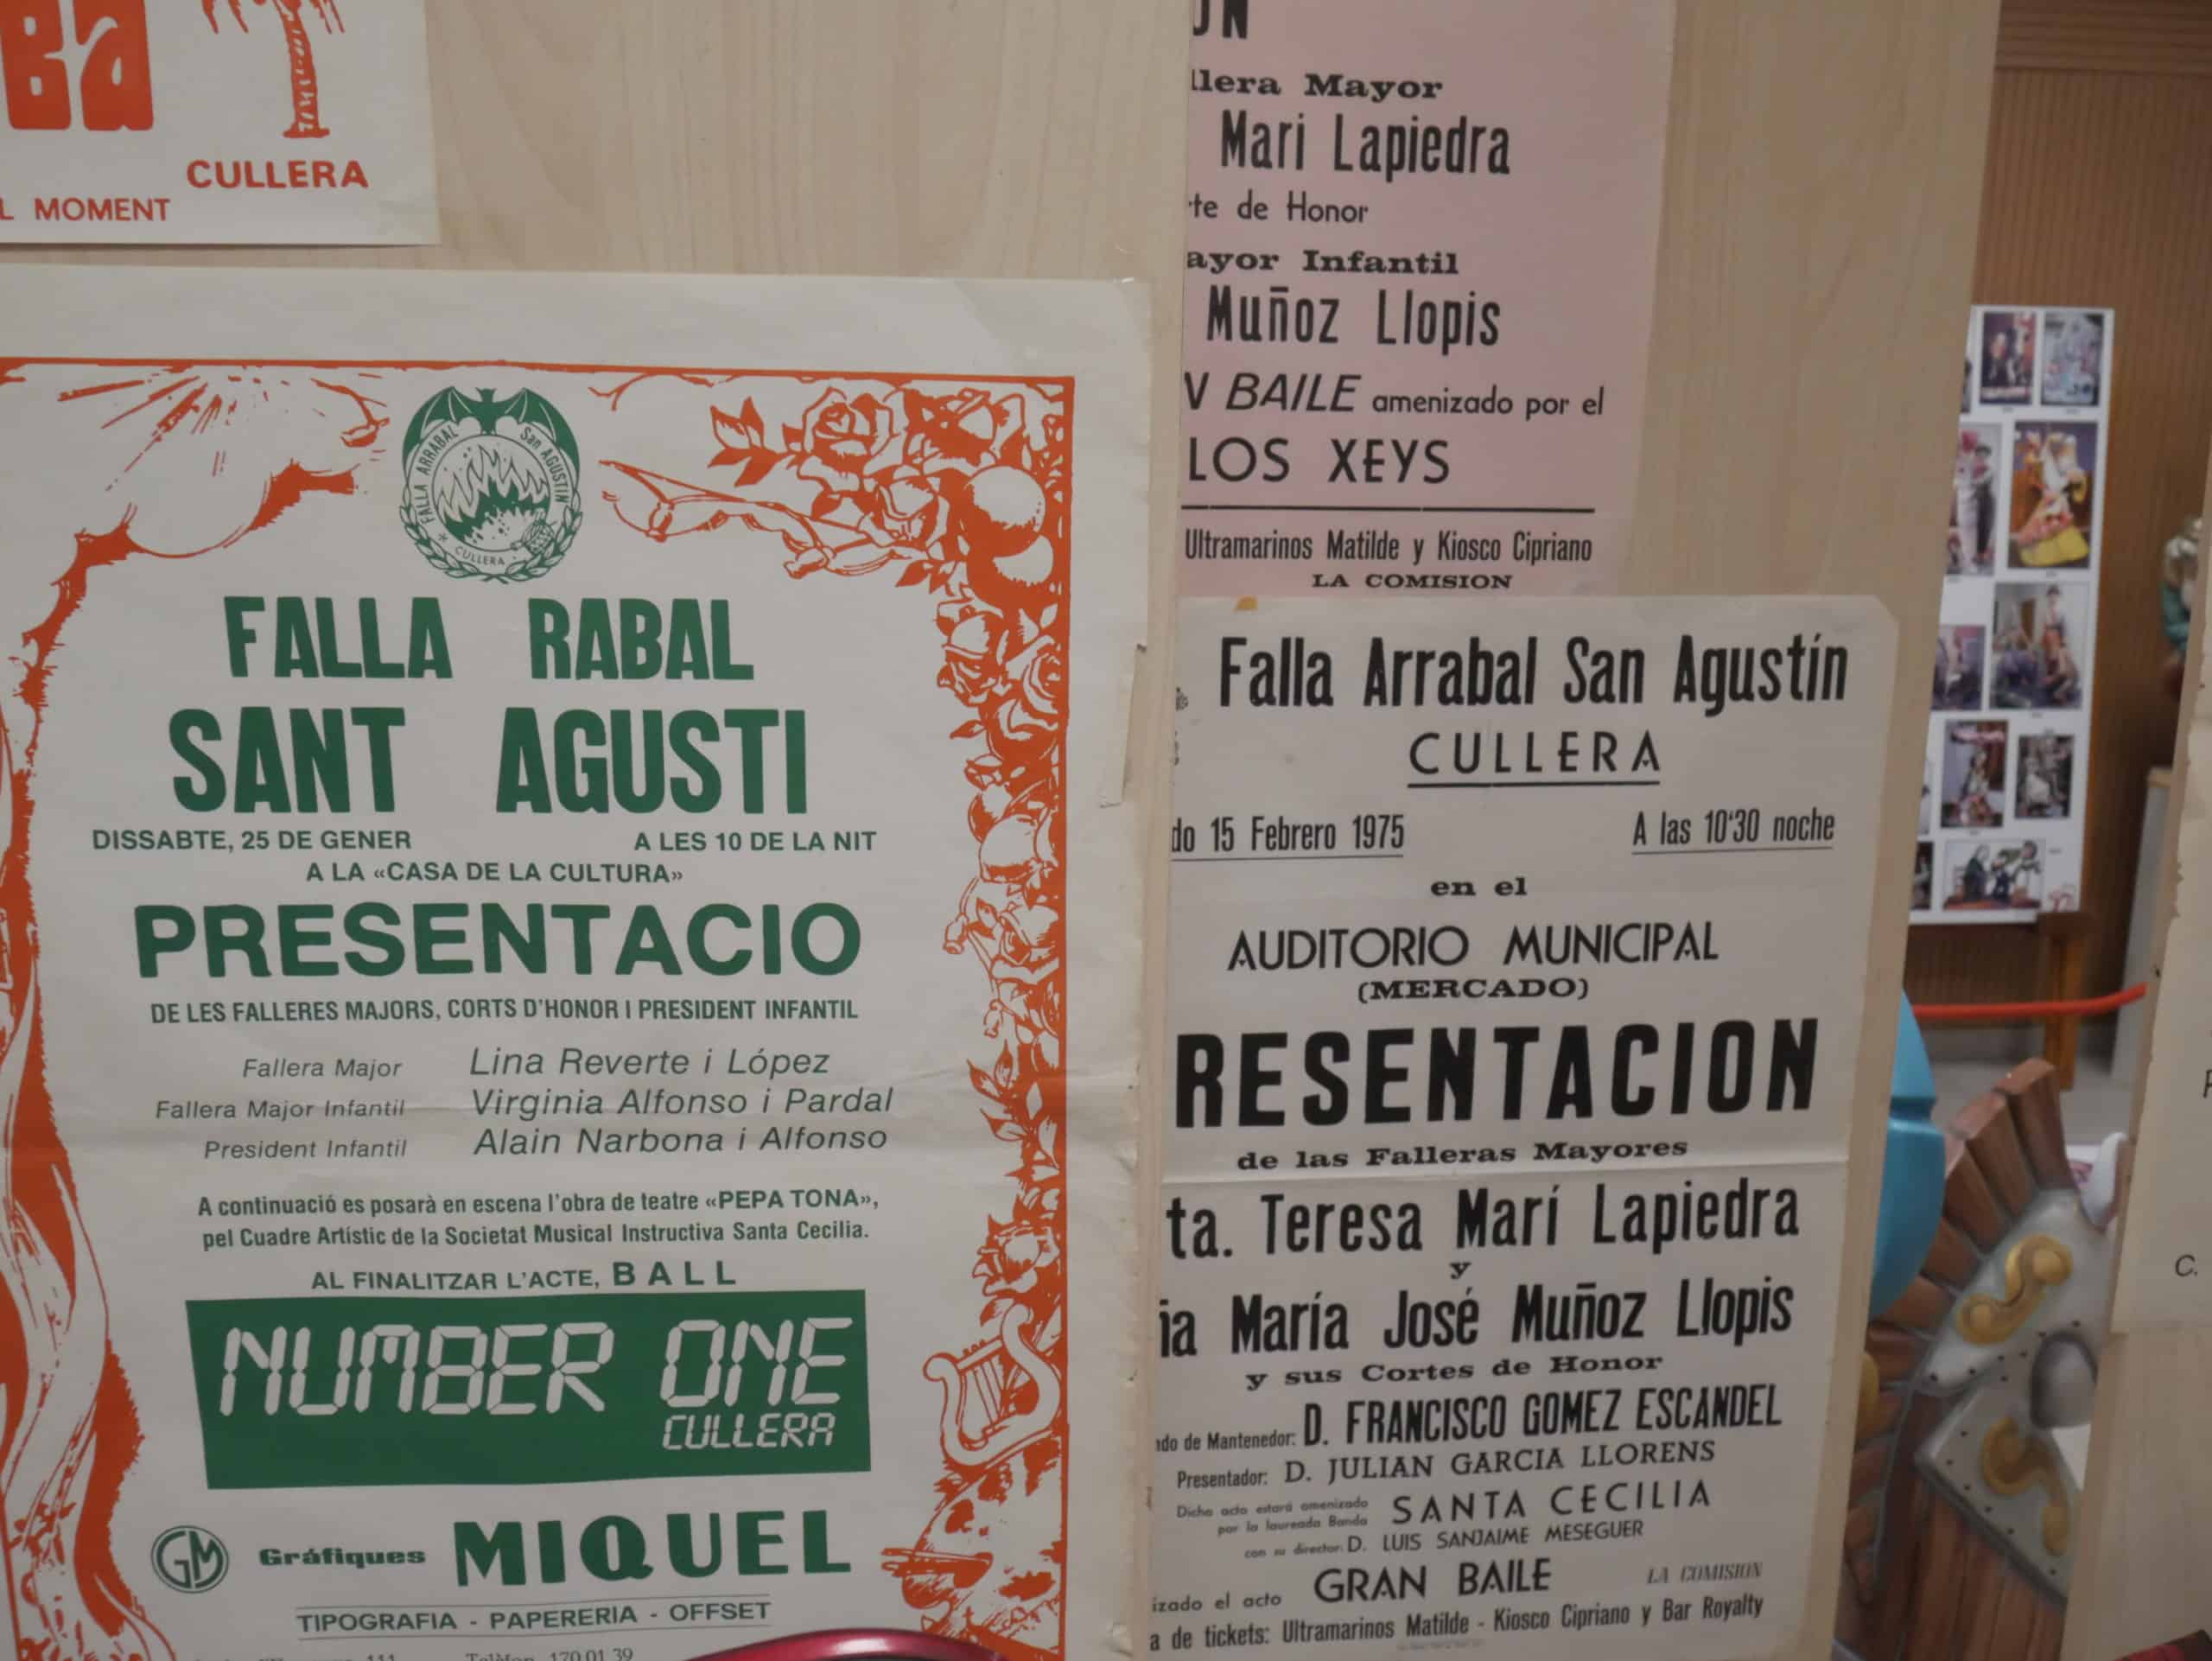 Ba
CULLERA
L MOMENT
FALLA ARRABAL San AGUSTIN
CULLERA
FALLA RABAL
SANT AGUSTI
DISSABTE, 25 DE GENER A LES 10 DE LA NIT
A LA «CASA DE LA CULTURA»
PRESENTACIO
DE LES FALLERES MAJORS, CORTS D'HONOR I PRESIDENT INFANTIL
Fallera Major Lina Reverte i López
Fallera Major Infantil Virginia Alfonso i Pardal
President Infantil Alain Narbona i Alfonso
A continuació es posarà en escena l'obra de teatre «PEPA TONA»,
pel Cuadre Artístic de la Societat Musical Instructiva Santa Cecilia.
AL FINALITZAR L'ACTE, BALL
NUMBER ONE
CULLERA
GM Gráfiques MIQUEL
TIPOGRAFIA - PAPERERIA - OFFSET
111 Telèfon 170 01 39
ON
llera Mayor
Mari Lapiedra
te de Honor
ayor Infantil
Muñoz Llopis
V BAILE amenizado por el
LOS XEYS
Ultramarinos Matilde y Kiosco Cipriano
LA COMISION
Falla Arrabal San Agustín
CULLERA
do 15 Febrero 1975 A las 10'30 noche
en el
AUDITORIO MUNICIPAL
(MERCADO)
RESENTACION
de las Falleras Mayores
ta. Teresa Marí Lapiedra
y
ia María José Muñoz Llopis
y sus Cortes de Honor
ado de Mantenedor: D. FRANCISCO GOMEZ ESCANDEL
Presentador: D. JULIAN GARCIA LLORENS
Dicho acto estará amenizado
por la laureada Banda SANTA CECILIA
con su director: D. LUIS SANJAIME MESEGUER
izado el acto GRAN BAILE LA COMISION
a de tickets: Ultramarinos Matilde - Kiosco Cipriano y Bar Royalty
C.